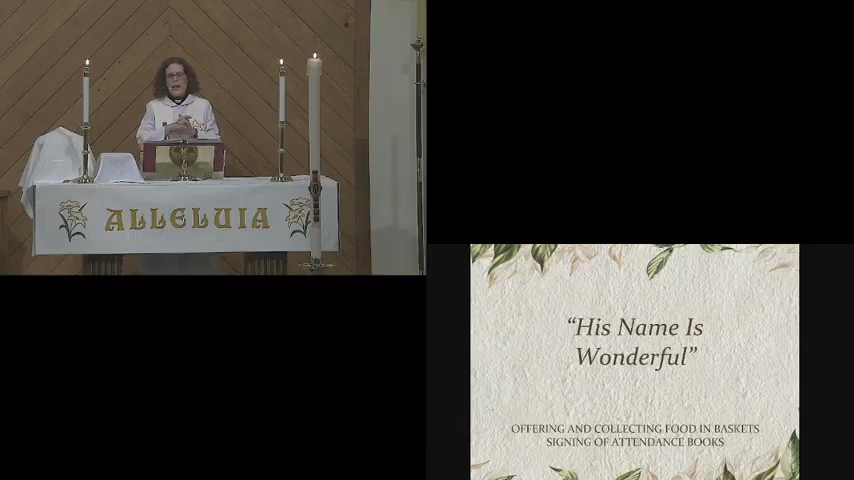 ALLELUIA
“His Name Is
Wonderful”
OFFERING AND COLLECTING FOOD IN BASKETS
SIGNING OF ATTENDANCE BOOKS